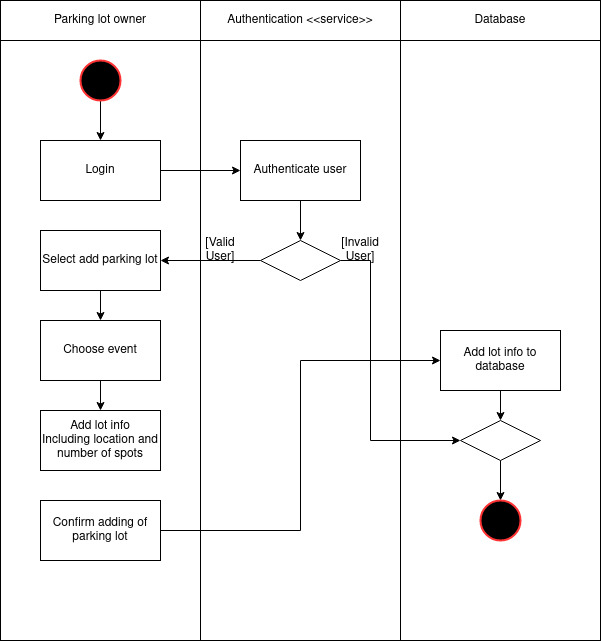 Parking lot owner
Authentication <<service>>
Database
Login
Authenticate user
[Valid
User]
[Invalid
User]
Select add parking lot
Choose event
Add lot info to
database
Add lot info
Including location and
number of spots
Confirm adding of
parking lot